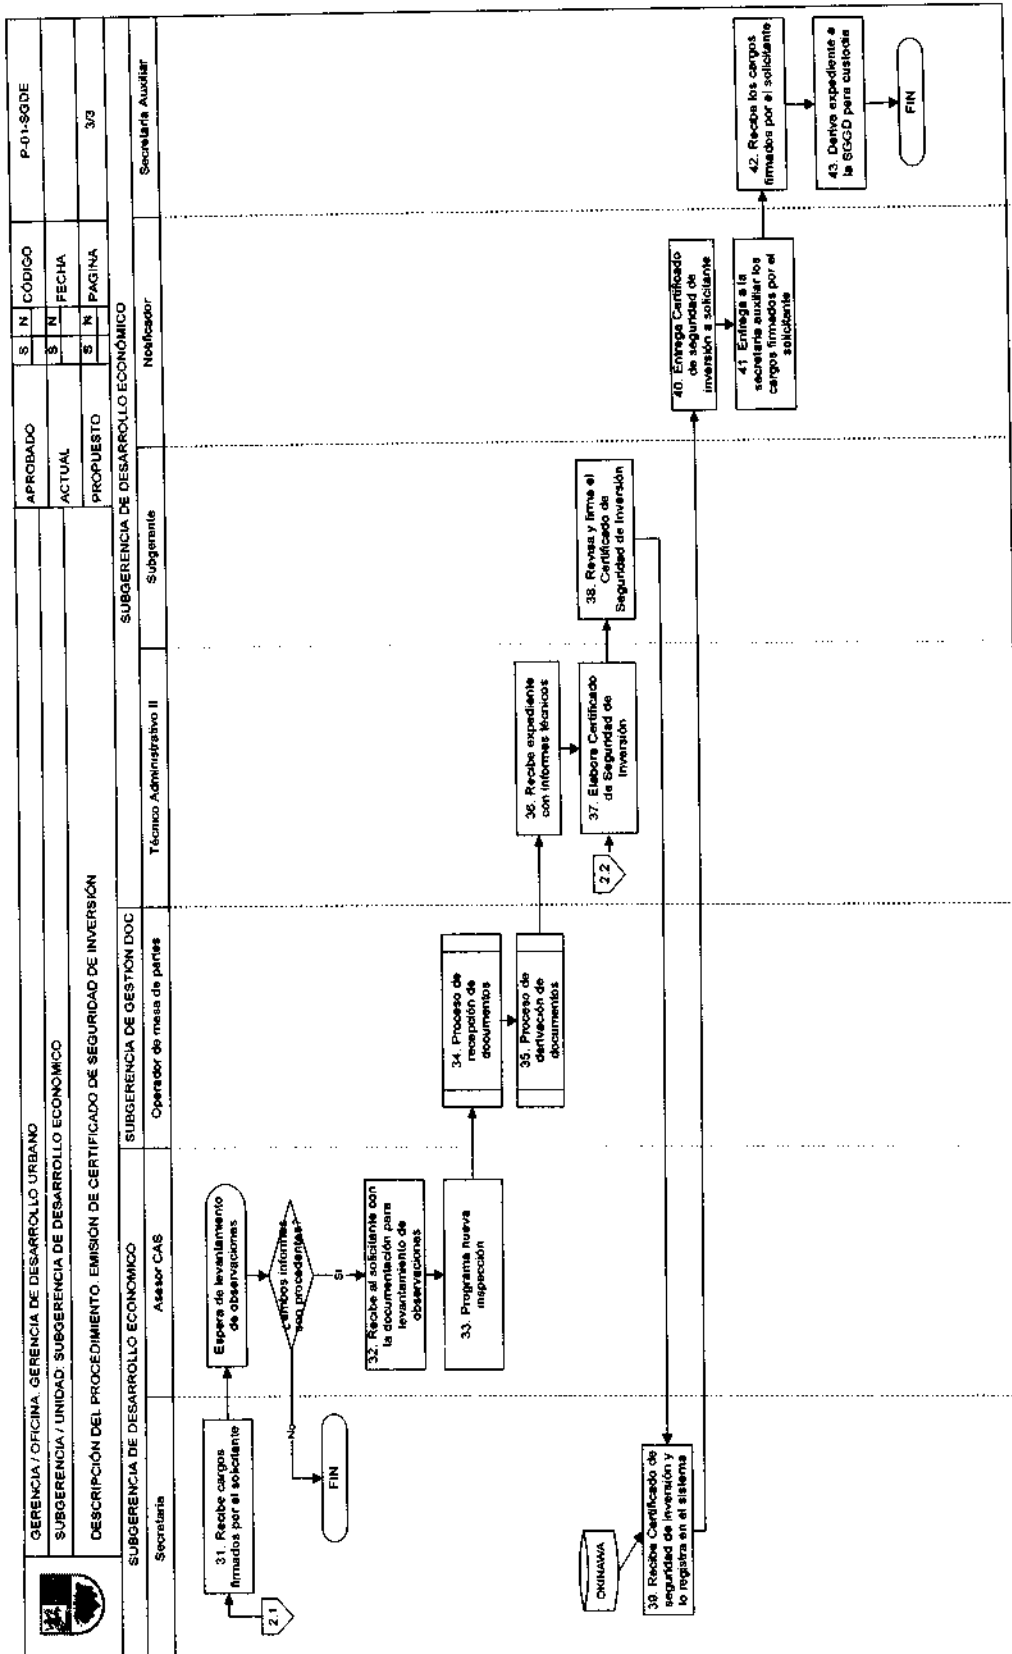 GERENCIA / OFICINA. GERENCIA DE DESARROLLO URBANO
SUBGERENCIA / UNIDAD: SUBGERENCIA DE DESARROLLO ECONOMICO
DESCRIPCIÓN DEL PROCEDIMIENTO. EMISIÓN DE CERTIFICADO DE SEGURIDAD DE INVERSIÓN
APROBADO S N CÓDIGO P-01-SGDE
ACTUAL S N FECHA
PROPUESTO S N PAGINA 3/3
SUBGERENCIA DE DESARROLLO ECONOMICO
SUBGERENCIA DE GESTIÓN DOC
SUBGERENCIA DE DESARROLLO ECONÓMICO
Secretaria
Asesor CAS
Operador de mesa de partes
Técnico Administrativo II
Subgerente
Notificador
Secretaria Auxiliar
2.1
31. Recibe cargos
firmados por el solicitante
Espera de levantamiento
de observaciones
¿ambos informes
son procedentes?
No
FIN
SI
32. Recibe al solicitante con
la documentación para
levantamiento de
observaciones
33. Programa nueva
inspección
34. Proceso de
recepción de
documentos
35. Proceso de
derivación de
documentos
36. Recibe expediente
con informes técnicos
2.2
37. Elabora Certificado
de Seguridad de
Inversión
38. Revisa y firma el
Certificado de
Seguridad de Inversión
OKINAWA
39. Recibe Certificado de
seguridad de inversión y
lo registra en el sistema
40. Entrega Certificado
de seguridad de
inversión a solicitante
41 Entrega a la
secretaria auxiliar los
cargos firmados por el
solicitante
42. Recibe los cargos
firmados por el solicitante
43. Deriva expediente a
la SGGD para custodia
FIN